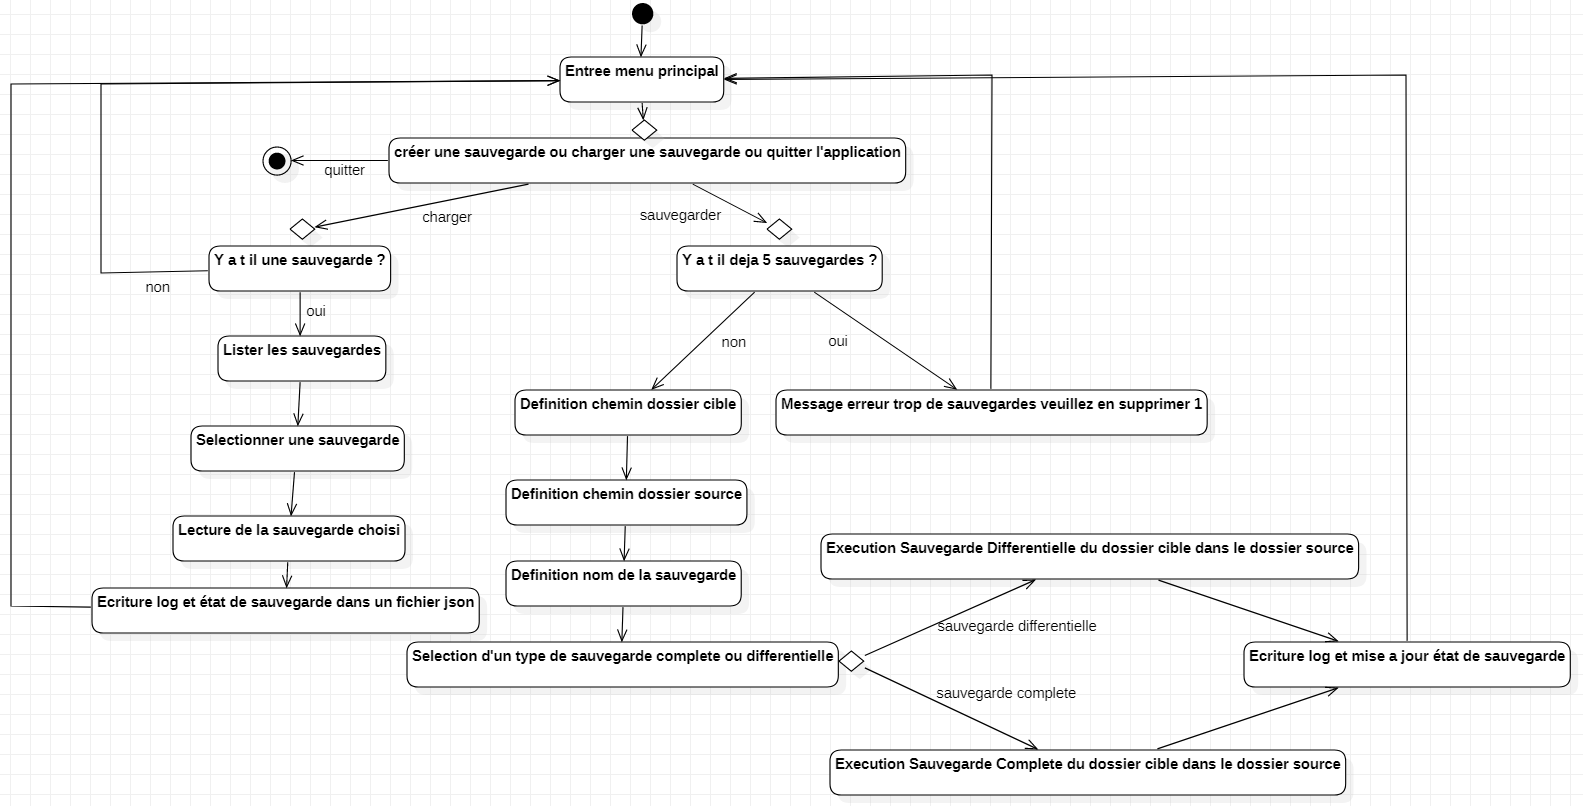 Entree menu principal
créer une sauvegarde ou charger une sauvegarde ou quitter l'application
quitter
charger
sauvegarder
Y a t il une sauvegarde ?
Y a t il deja 5 sauvegardes ?
non
oui
non
oui
Lister les sauvegardes
Definition chemin dossier cible
Message erreur trop de sauvegardes veuillez en supprimer 1
Selectionner une sauvegarde
Definition chemin dossier source
Lecture de la sauvegarde choisi
Execution Sauvegarde Differentielle du dossier cible dans le dossier source
Definition nom de la sauvegarde
Ecriture log et état de sauvegarde dans un fichier json
sauvegarde differentielle
Selection d'un type de sauvegarde complete ou differentielle
Ecriture log et mise a jour état de sauvegarde
sauvegarde complete
Execution Sauvegarde Complete du dossier cible dans le dossier source